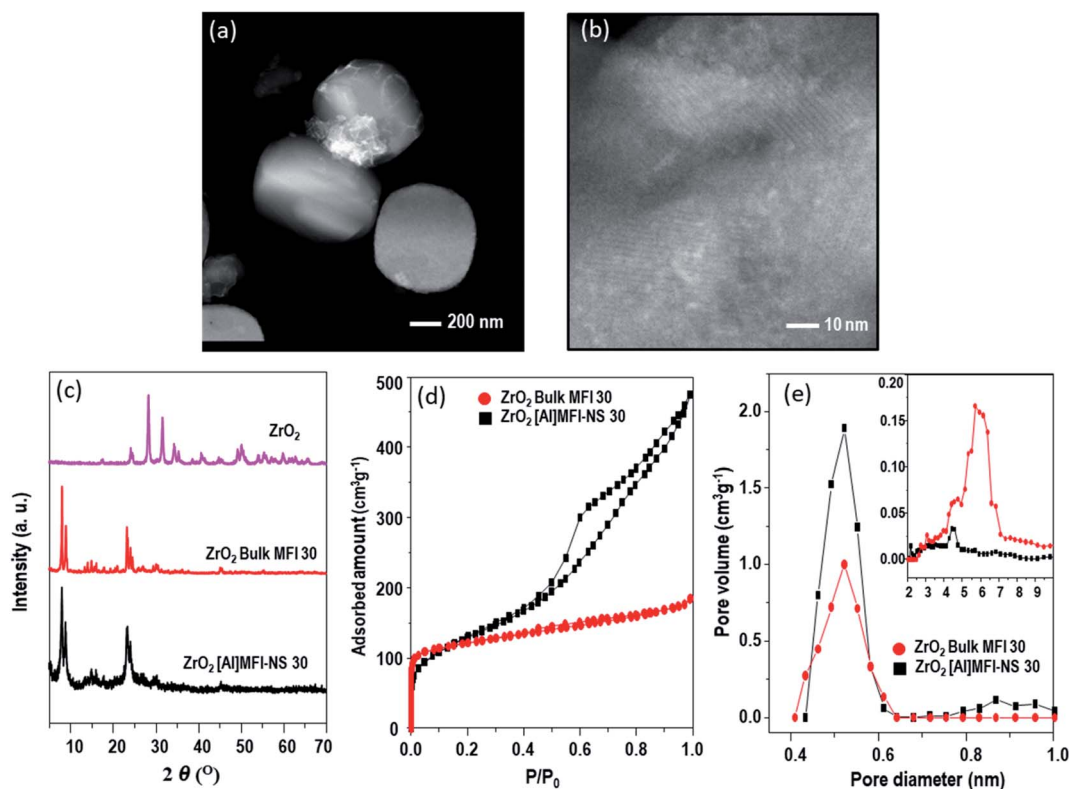 (a)
200 nm
(b)
10 nm
(c)
ZrO2
ZrO2 Bulk MFI 30
ZrO2 [Al]MFI-NS 30
Intensity (a. u.)
10 20 30 40 50 60 70
2 θ (O)
(d)
ZrO2 Bulk MFI 30
ZrO2 [Al]MFI-NS 30
Adsorbed amount (cm3g-1)
500
400
300
200
150
100
50
0
0.0 0.2 0.4 0.6 0.8 1.0
P/P0
(e)
Pore volume (cm3g-1)
2.0
1.5
1.0
0.5
0.0
0.20
0.15
0.10
0.05
0.00
2 3 4 5 6 7 8 9
ZrO2 Bulk MFI 30
ZrO2 [Al]MFI-NS 30
0.4 0.6 0.8 1.0
Pore diameter (nm)